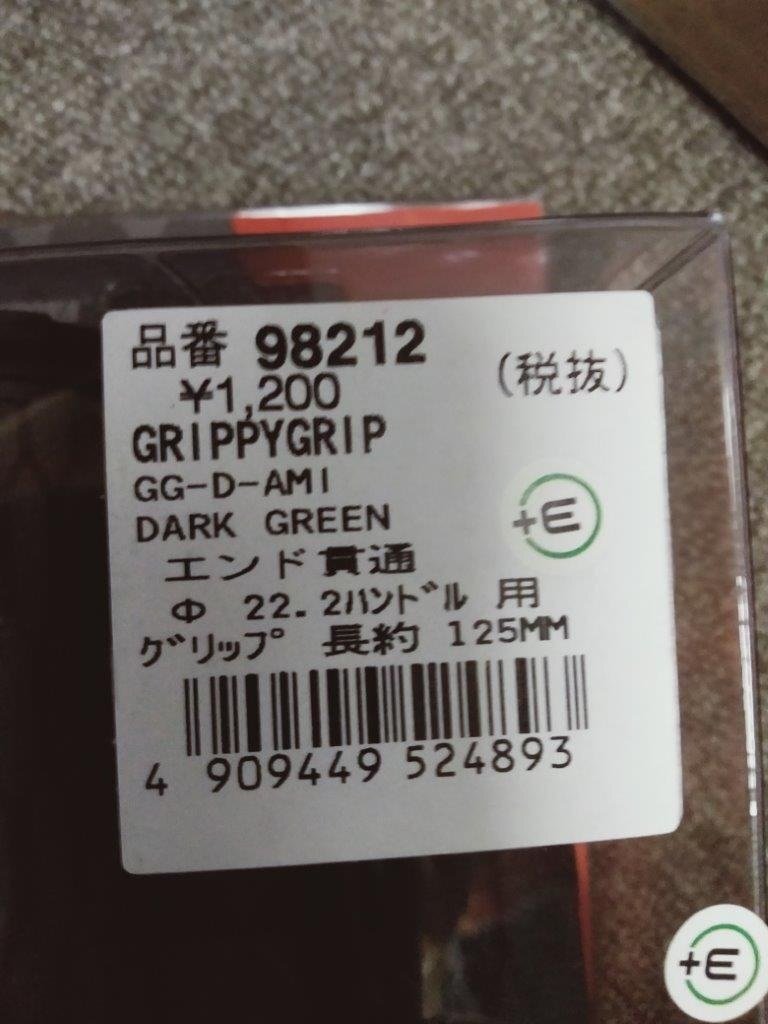 品番 98212
(税抜)
¥1,200
GRIPPYGRIP
GG-D-AMI
DARK GREEN
+E
エンド貫通
Φ 22.2ﾊﾝﾄﾞﾙ 用
ｸﾞﾘｯﾌﾟ 長約 125MM
4 909449 524893
+E